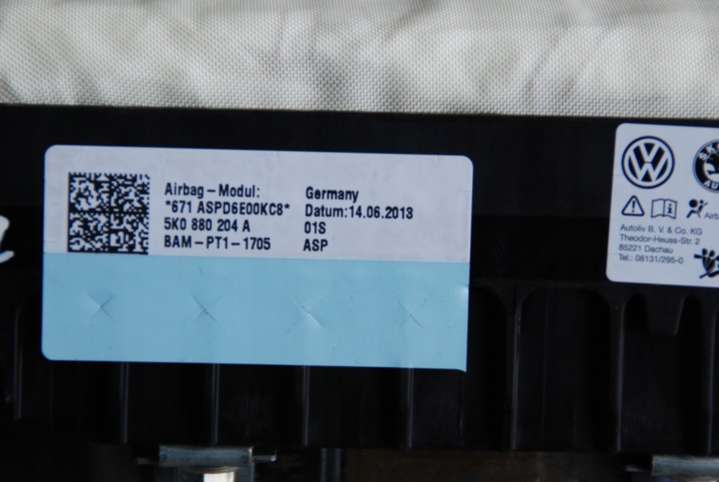 Airbag-Modul: Germany
*671 ASPD6E00KC8* Datum:14.06.2013
5K0 880 204 A 01S
BAM-PT1-1705 ASP
VW
Autoliv B. V. & Co. KG
Theodor-Heuss-Str. 2
85221 Dachau
Tel.: 08131/295-0